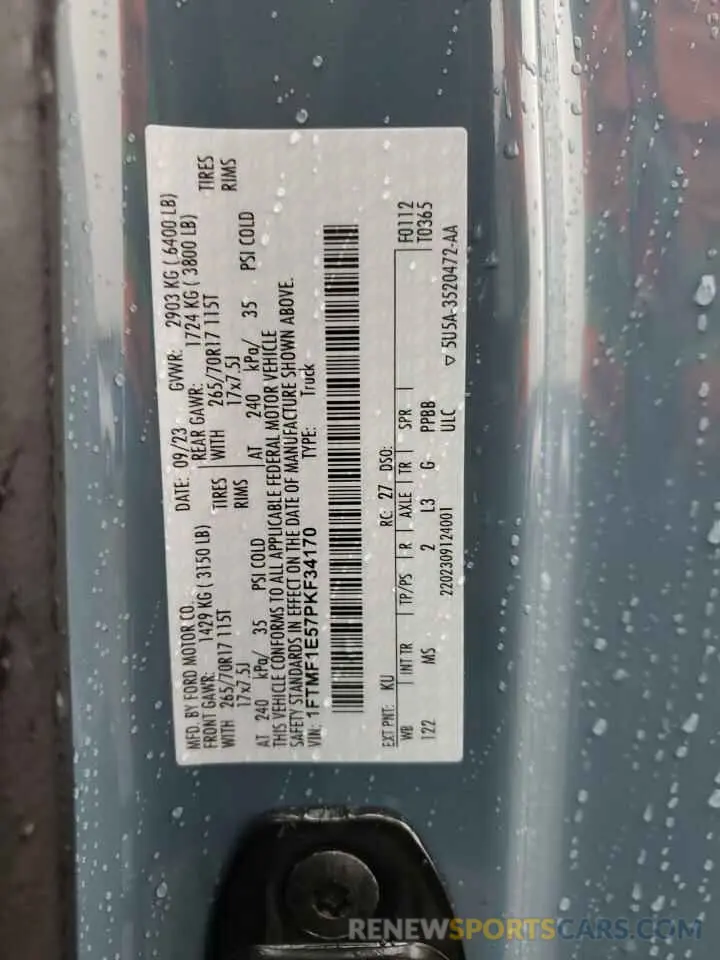 MFD. BY FORD MOTOR CO. DATE: 09/23 GVWR: 2903 KG ( 6400 LB)
FRONT GAWR: 1429 KG ( 3150 LB) REAR GAWR: 1724 KG ( 3800 LB)
WITH 265/70R17 115T TIRES WITH 265/70R17 115T TIRES
17x7.5J RIMS 17x7.5J RIMS
AT 240 kPa/ 35 PSI COLD AT 240 kPa/ 35 PSI COLD
THIS VEHICLE CONFORMS TO ALL APPLICABLE FEDERAL MOTOR VEHICLE
SAFETY STANDARDS IN EFFECT ON THE DATE OF MANUFACTURE SHOWN ABOVE.
VIN: 1FTMF1E57PKF34170 TYPE: Truck
EXT PNT: KU RC: 27 DSO: F0112
WB INT TR TP/PS R AXLE TR SPR T0365
122 MS 2 L3 G PPBB
2202309124001 ULC ▽ 5U5A-3520472-AA
RENEWSPORTSCARS.COM